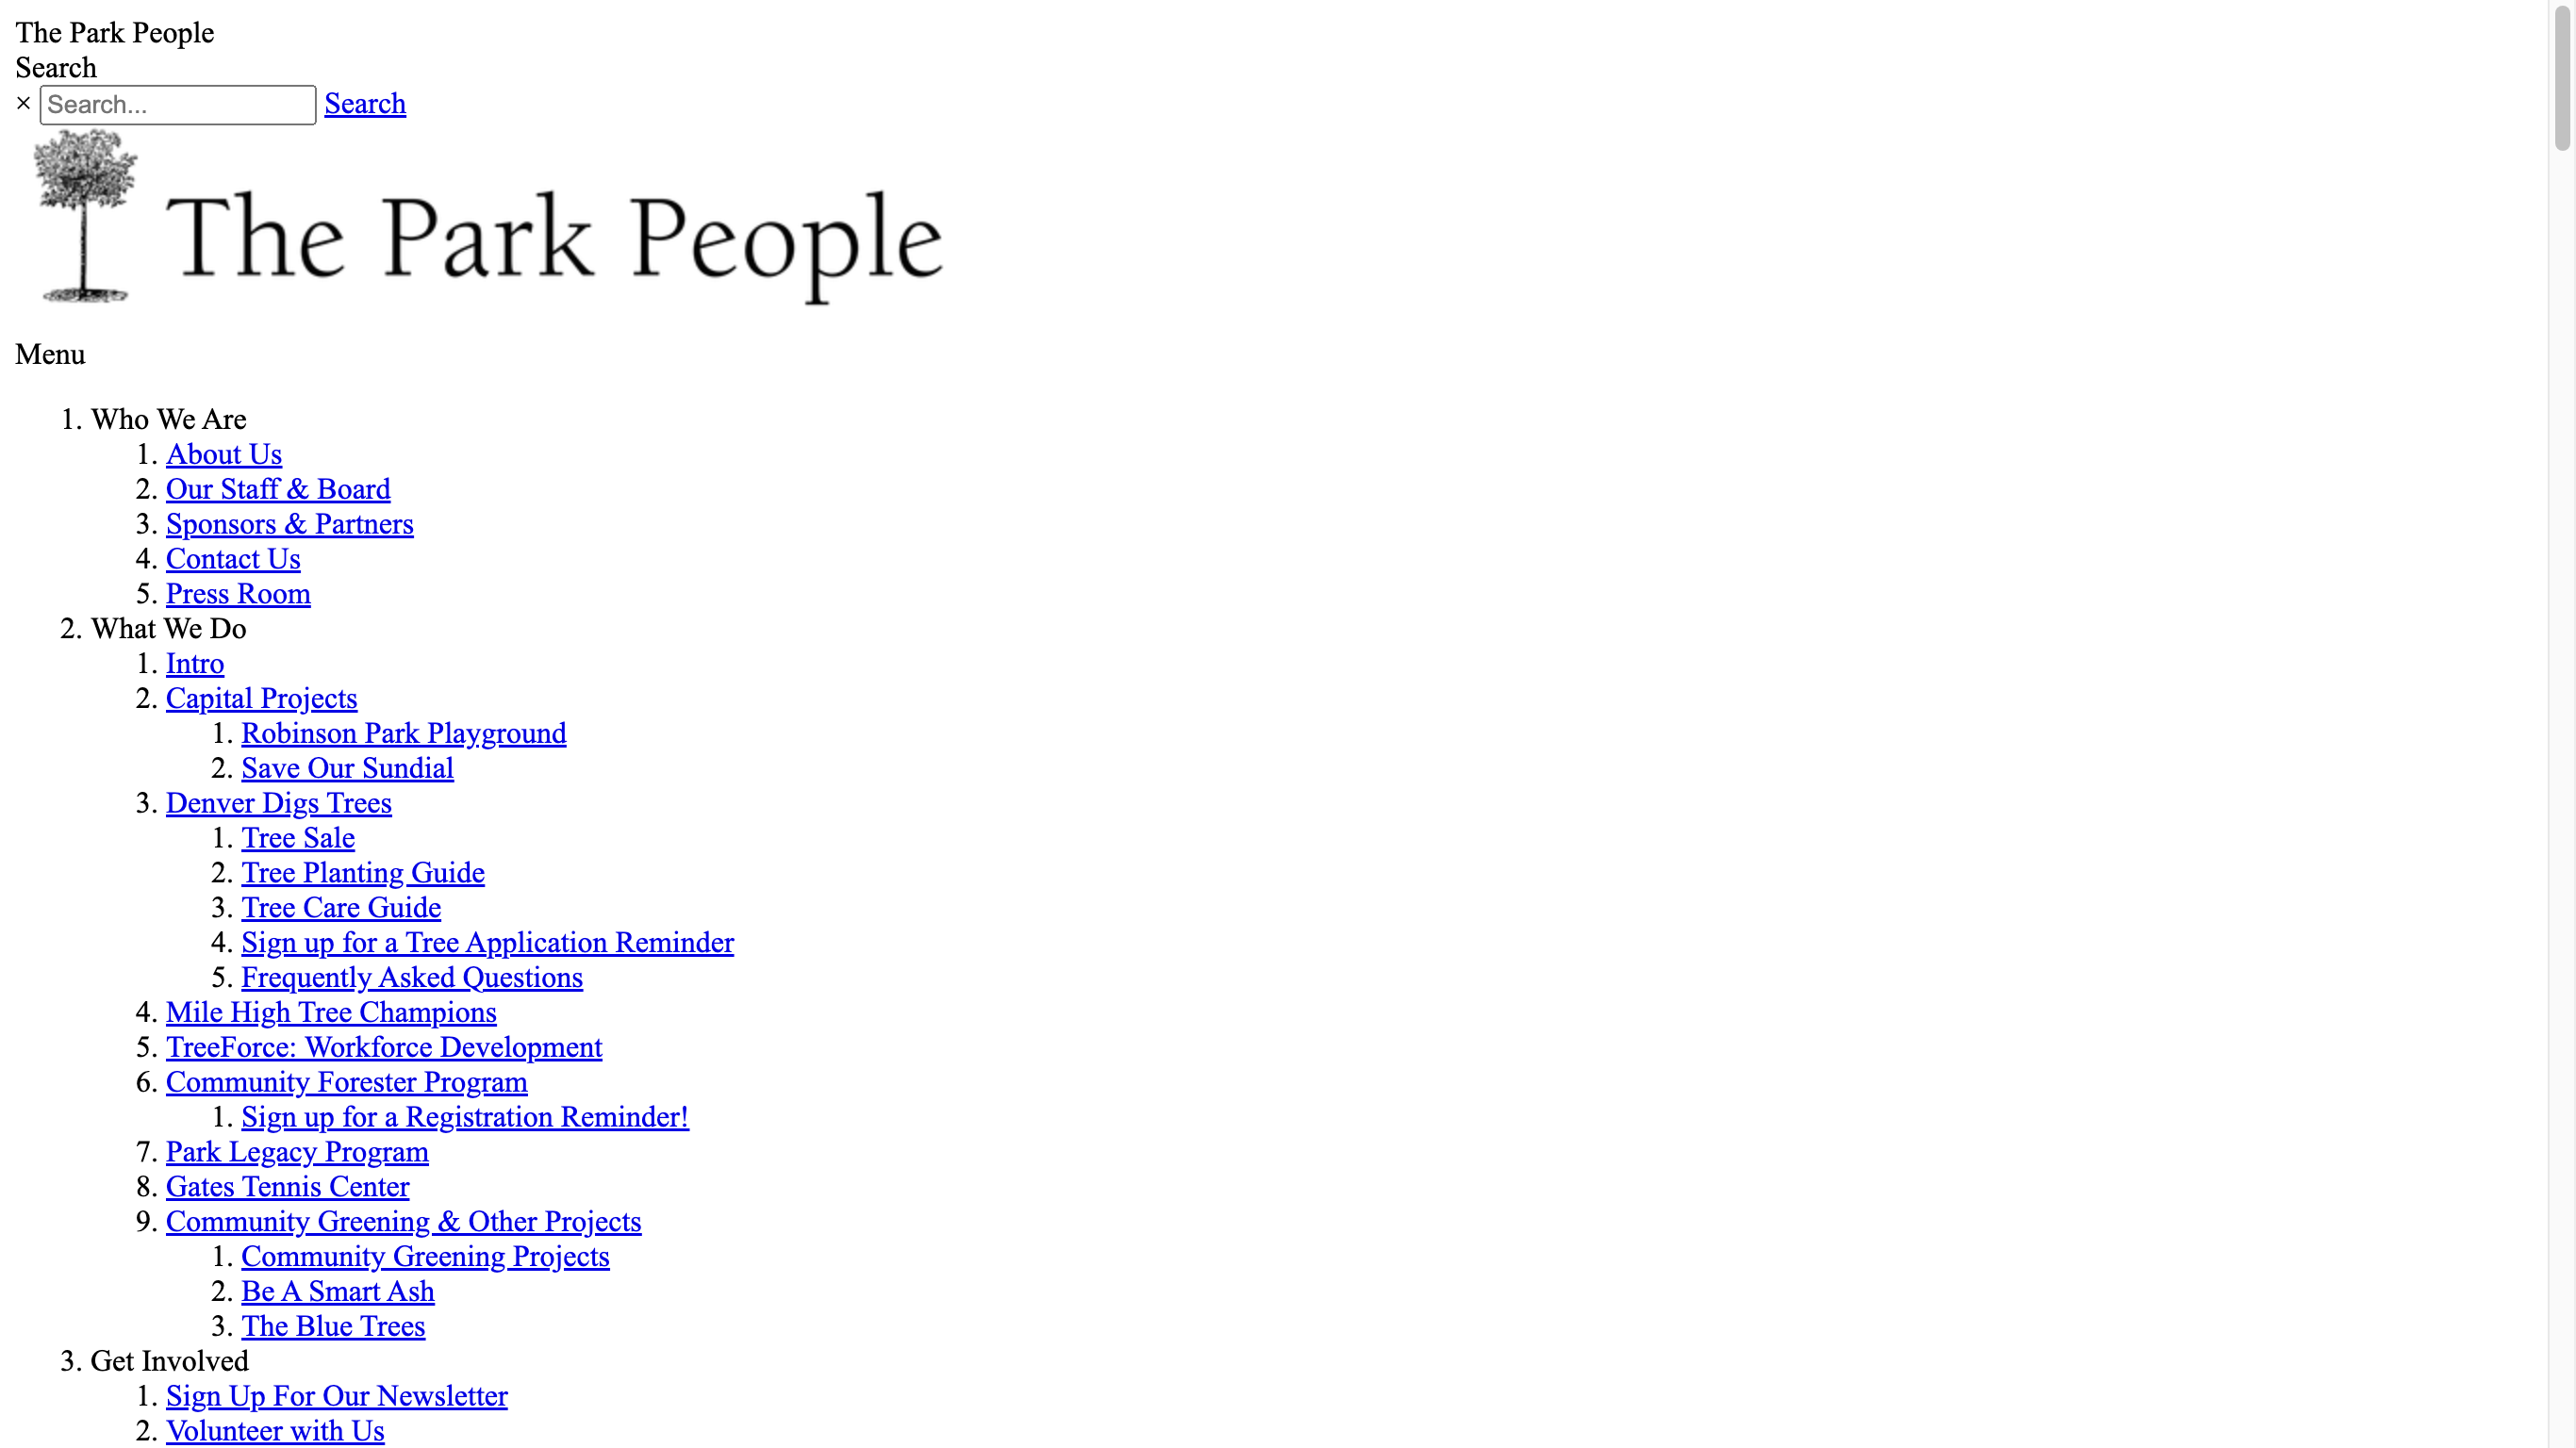 The Park People
Search
× Search... Search
The Park People
Menu
1. Who We Are
1. About Us
2. Our Staff & Board
3. Sponsors & Partners
4. Contact Us
5. Press Room
2. What We Do
1. Intro
2. Capital Projects
1. Robinson Park Playground
2. Save Our Sundial
3. Denver Digs Trees
1. Tree Sale
2. Tree Planting Guide
3. Tree Care Guide
4. Sign up for a Tree Application Reminder
5. Frequently Asked Questions
4. Mile High Tree Champions
5. TreeForce: Workforce Development
6. Community Forester Program
1. Sign up for a Registration Reminder!
7. Park Legacy Program
8. Gates Tennis Center
9. Community Greening & Other Projects
1. Community Greening Projects
2. Be A Smart Ash
3. The Blue Trees
3. Get Involved
1. Sign Up For Our Newsletter
2. Volunteer with Us